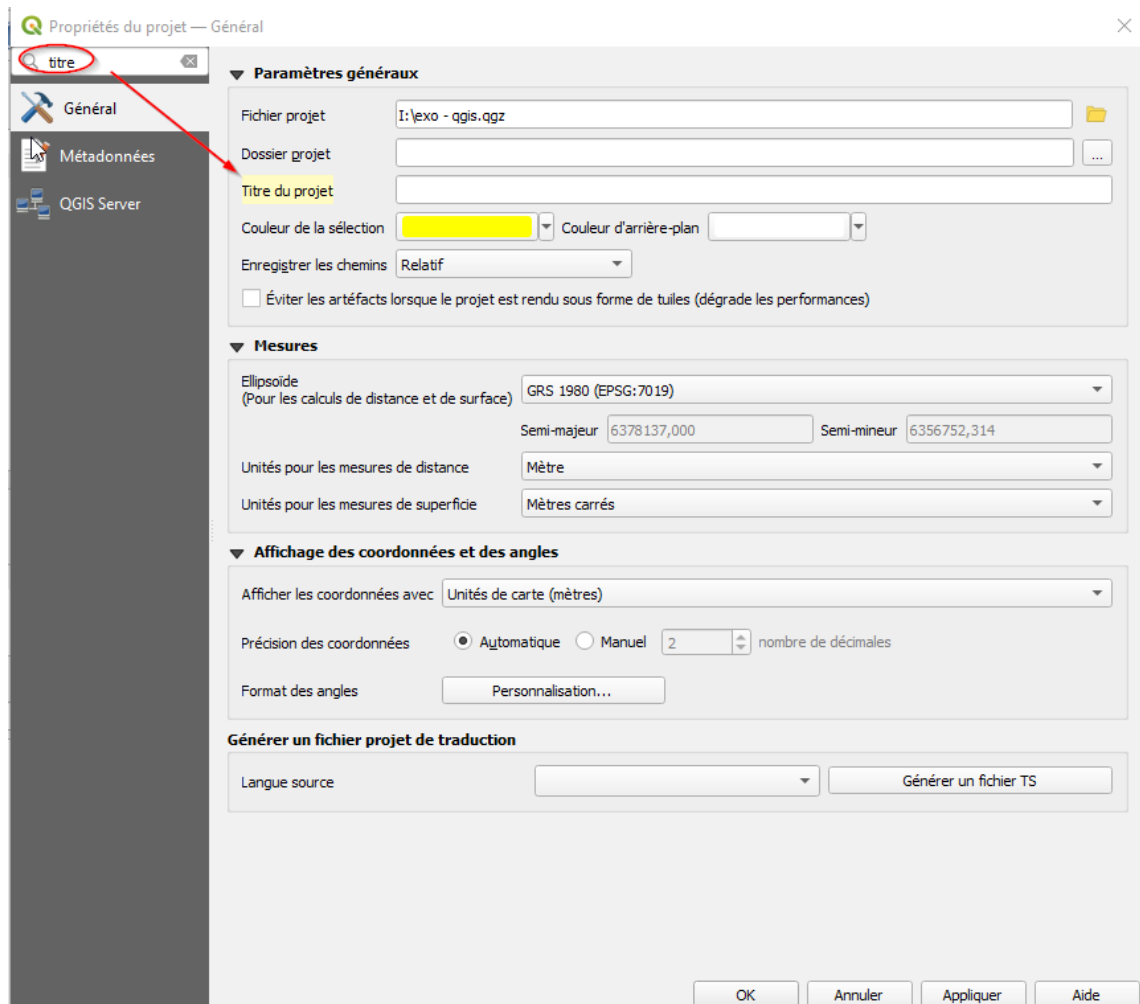 Propriétés du projet — Général
titre
Général
Métadonnées
QGIS Server
Paramètres généraux
Fichier projet I:\exo - qgis.qgz
Dossier projet ...
Titre du projet
Couleur de la sélection Couleur d'arrière-plan
Enregistrer les chemins Relatif
Éviter les artéfacts lorsque le projet est rendu sous forme de tuiles (dégrade les performances)
Mesures
Ellipsoïde
(Pour les calculs de distance et de surface) GRS 1980 (EPSG:7019)
Semi-majeur 6378137,000 Semi-mineur 6356752,314
Unités pour les mesures de distance Mètre
Unités pour les mesures de superficie Mètres carrés
Affichage des coordonnées et des angles
Afficher les coordonnées avec Unités de carte (mètres)
Précision des coordonnées Automatique Manuel 2 nombre de décimales
Format des angles Personnalisation...
Générer un fichier projet de traduction
Langue source Générer un fichier TS
OK Annuler Appliquer Aide